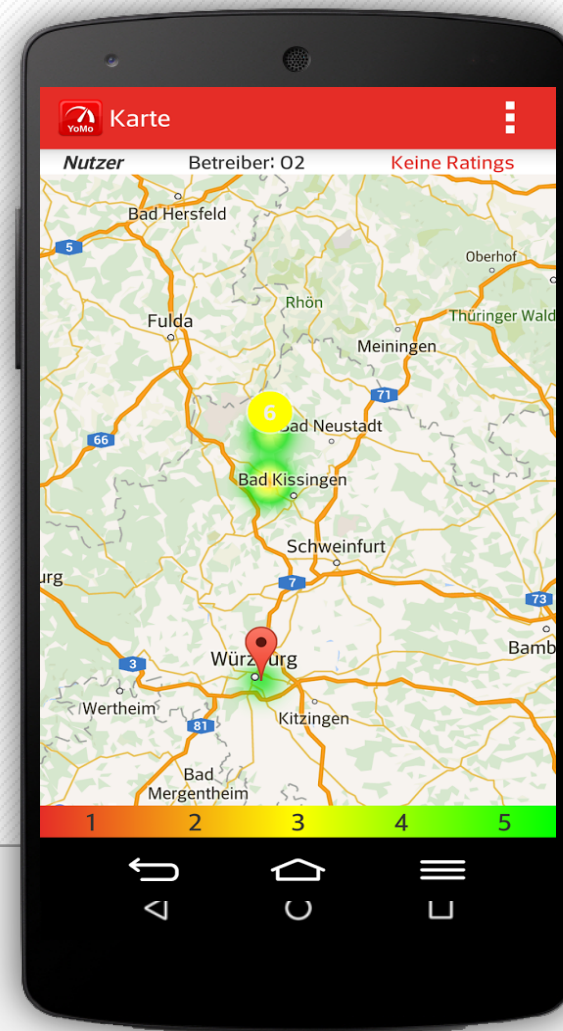 YoMo
Karte
Nutzer Betreiber: O2 Keine Ratings
Bad Hersfeld
5
Oberhof
Rhön
Thüringer Wald
Fulda
Meiningen
71
6
Bad Neustadt
66
Bad Kissingen
Schweinfurt
urg
7
73
Bamb
Würzburg
3
Wertheim
Kitzingen
81
Bad
Mergentheim
1 2 3 4 5